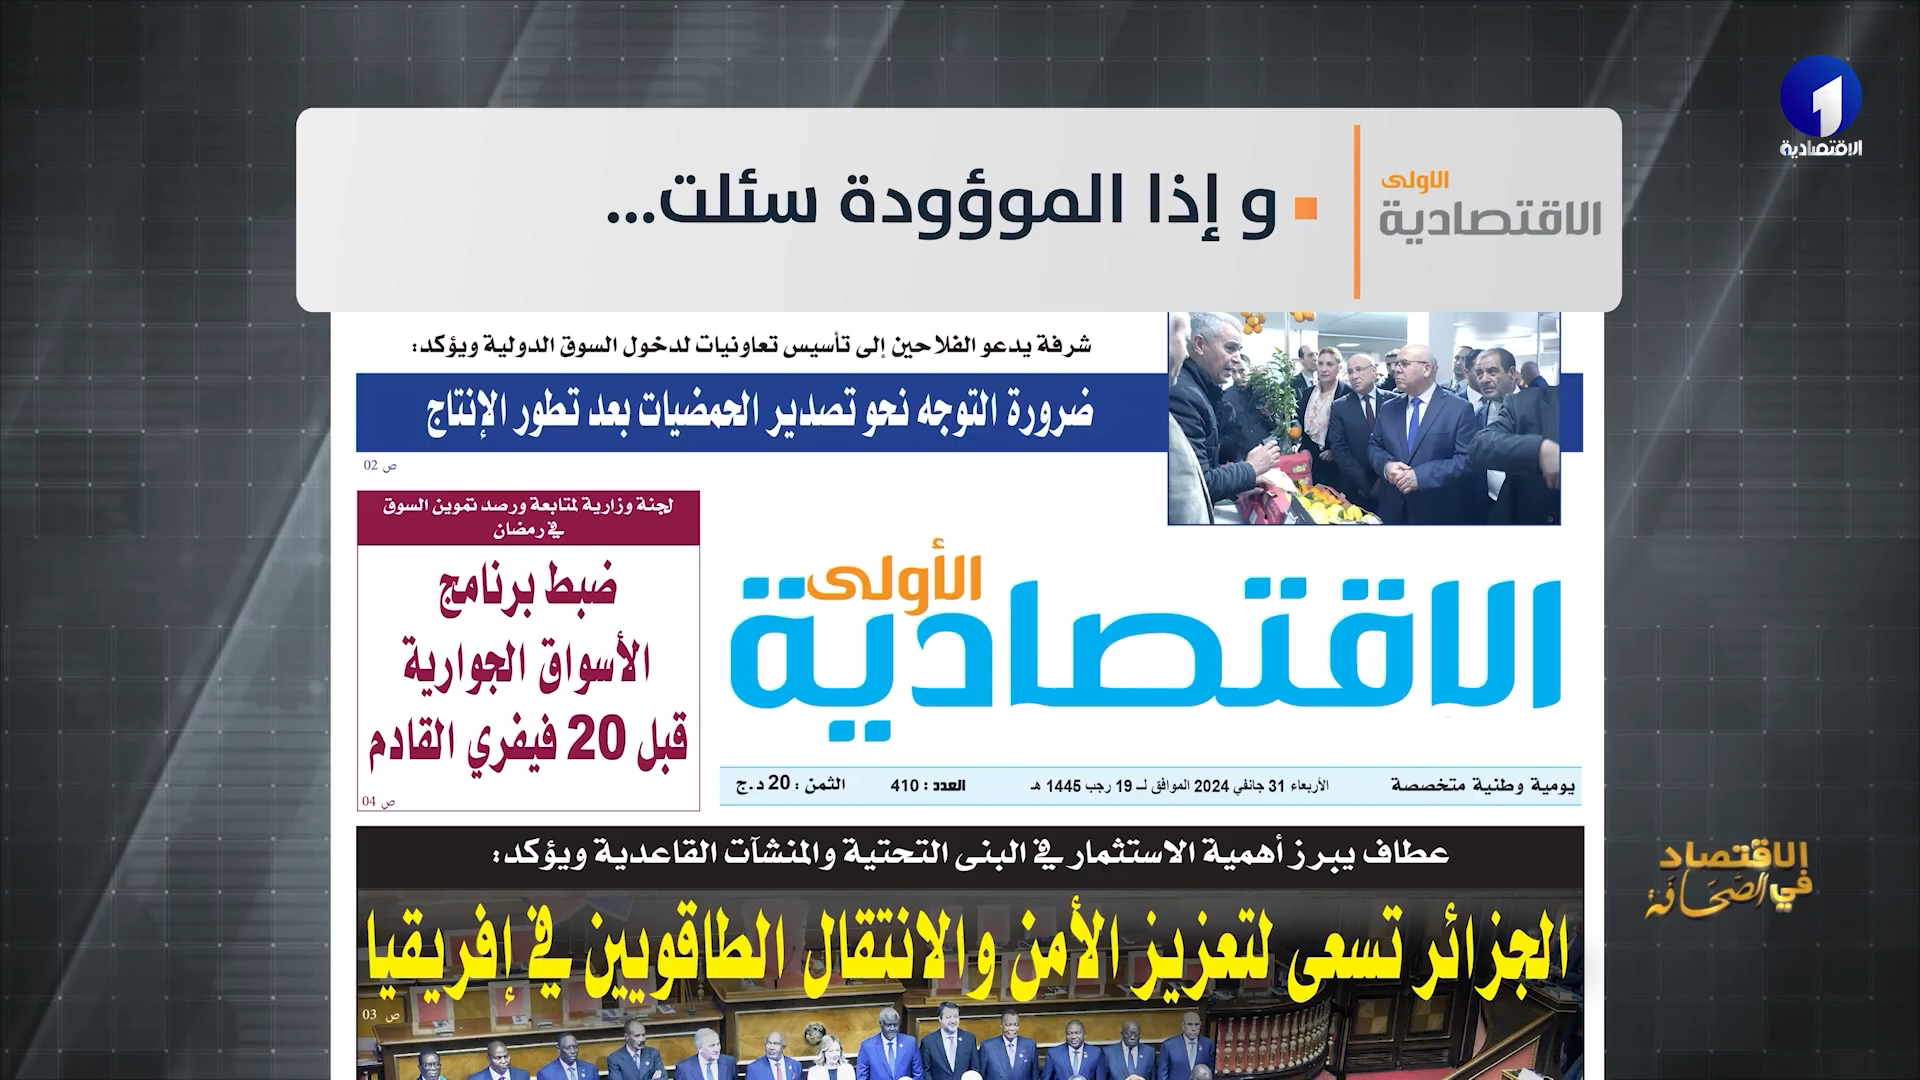 1
الاقتصادية
الاولى
الاقتصادية
و إذا الموؤودة سئلت...
شرفة يدعو الفلاحين إلى تأسيس تعاونيات لدخول السوق الدولية ويؤكد:
ضرورة التوجه نحو تصدير الحمضيات بعد تطور الإنتاج
ص 02
لجنة وزارية لمتابعة ورصد تموين السوق
في رمضان
ضبط برنامج
الأسواق الجوارية
قبل 20 فيفري القادم
ص 04
الأولى
الاقتصادية
يومية وطنية متخصصة الأربعاء 31 جانفي 2024 الموافق لـ 19 رجب 1445 هـ العدد : 410 الثمن : 20 د.ج
عطاف يبرز أهمية الاستثمار في البنى التحتية والمنشآت القاعدية ويؤكد:
الجزائر تسعى لتعزيز الأمن والانتقال الطاقويين في إفريقيا
ص 03
الاقتصاد
في الصَّحَافَة